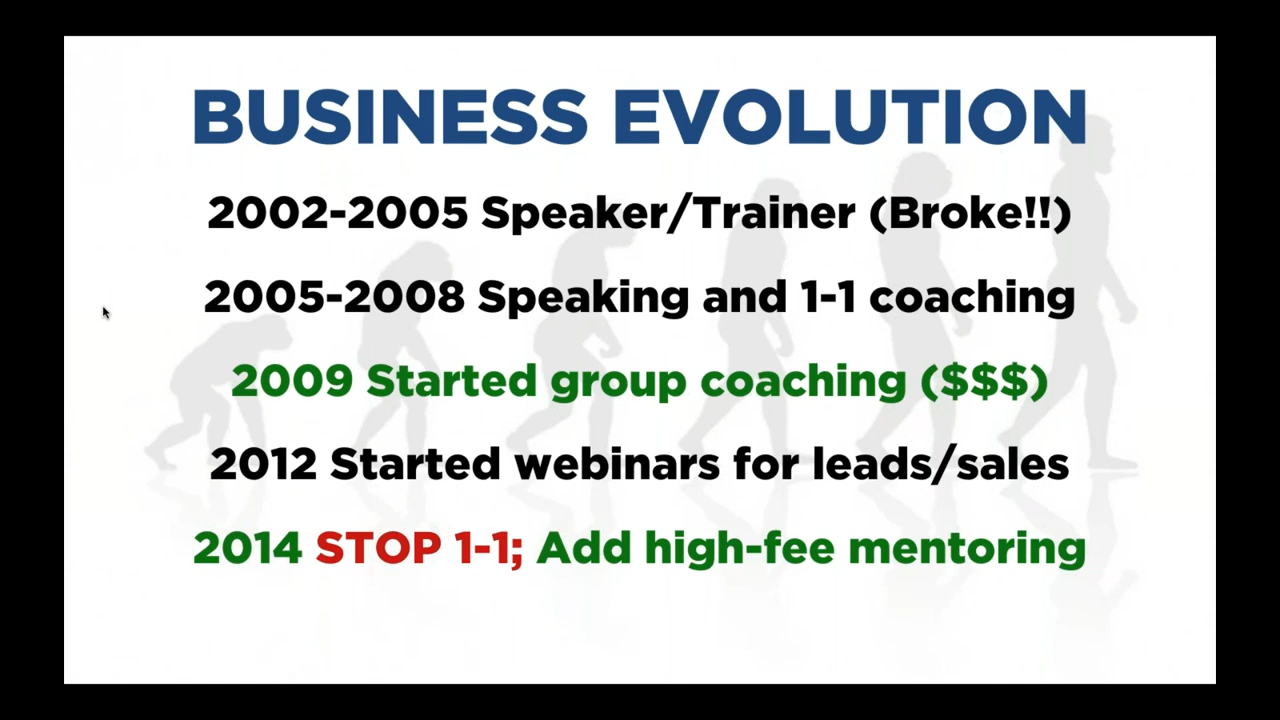 BUSINESS EVOLUTION
2002-2005 Speaker/Trainer (Broke!!)
2005-2008 Speaking and 1-1 coaching
2009 Started group coaching ($$$)
2012 Started webinars for leads/sales
2014 STOP 1-1; Add high-fee mentoring